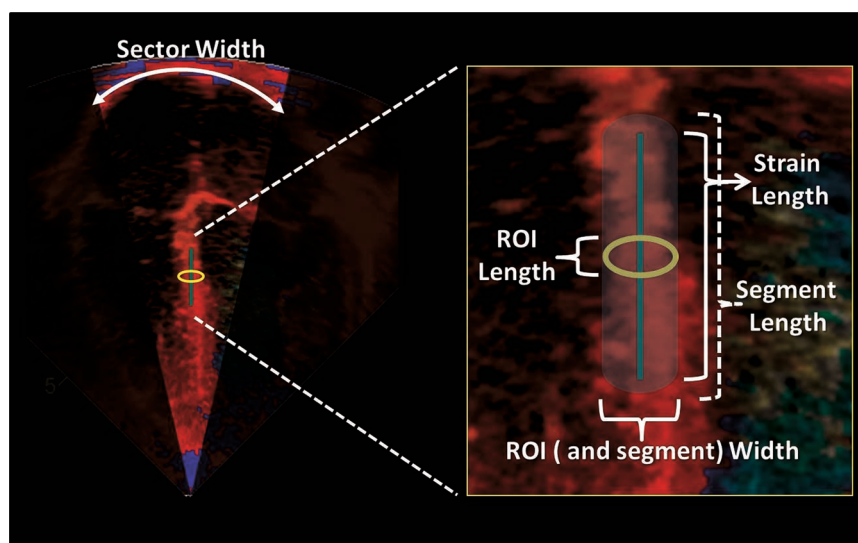 Sector Width
5
Strain
Length
ROI
Length
Segment
Length
ROI ( and segment) Width